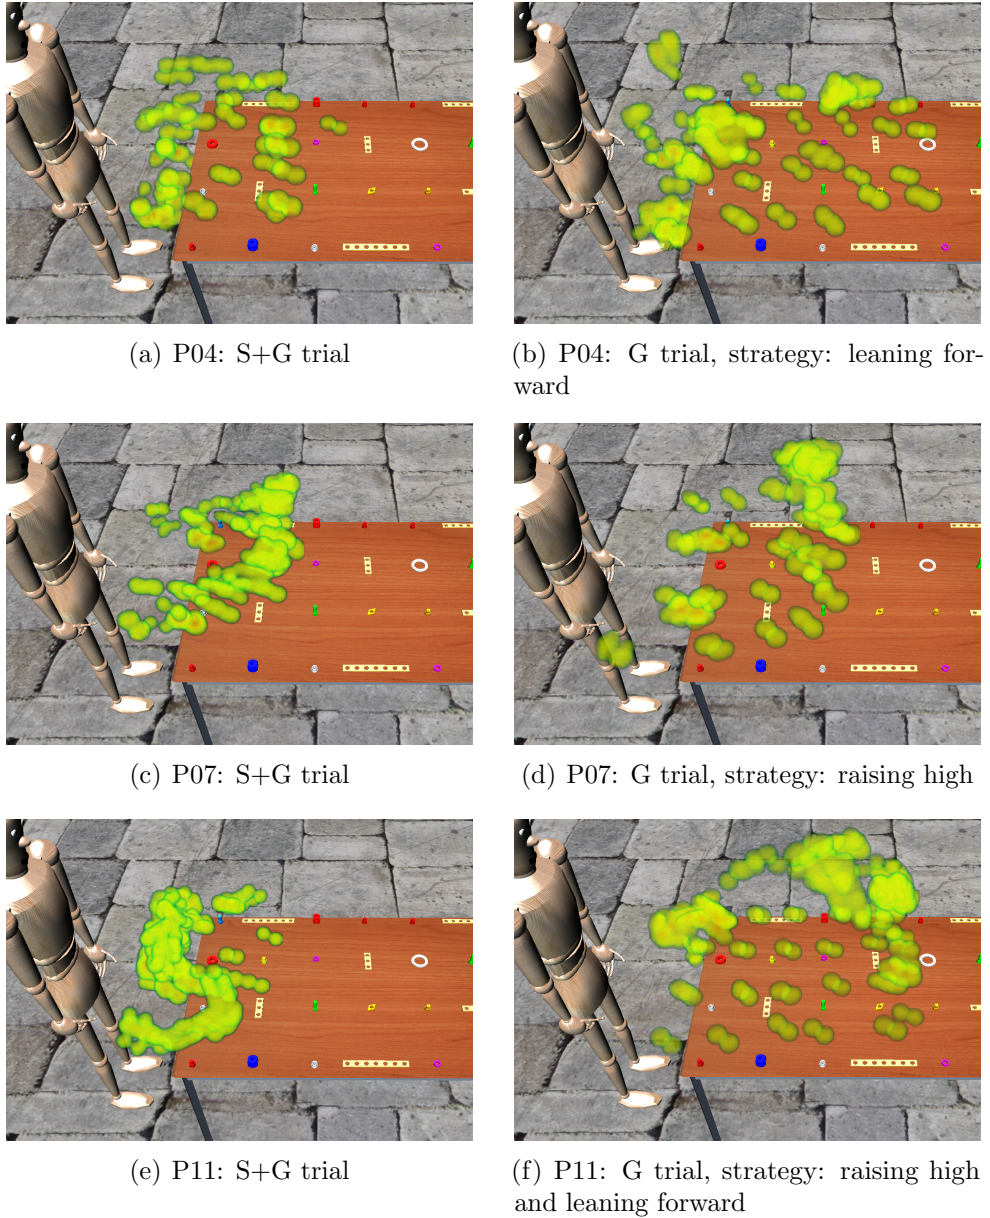 (a) P04: S+G trial
(b) P04: G trial, strategy: leaning for-
ward
(c) P07: S+G trial
(d) P07: G trial, strategy: raising high
(e) P11: S+G trial
(f) P11: G trial, strategy: raising high
and leaning forward